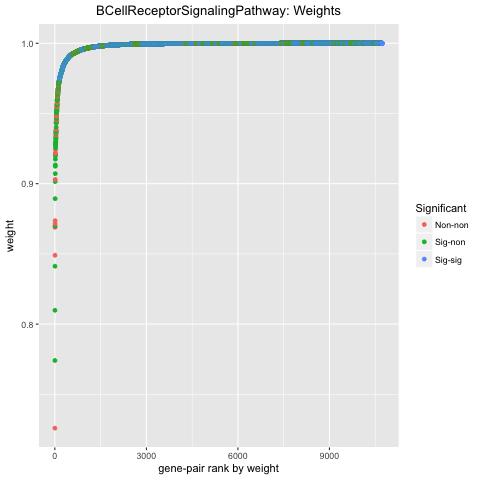 BCellReceptorSignalingPathway: Weights
1.0
0.9
0.8
weight
0
3000
6000
9000
gene-pair rank by weight
Significant
Non-non
Sig-non
Sig-sig